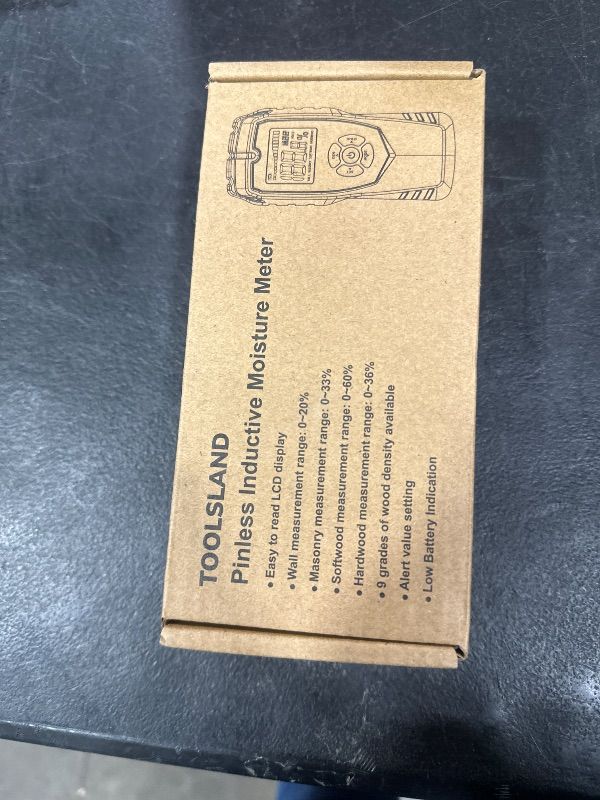 TOOLSLAND
Pinless Inductive Moisture Meter
• Easy to read LCD display
• Wall measurement range: 0~20%
• Masonry measurement range: 0~33%
• Softwood measurement range: 0~60%
• Hardwood measurement range: 0~36%
• 9 grades of wood density available
• Alert value setting
• Low Battery Indication